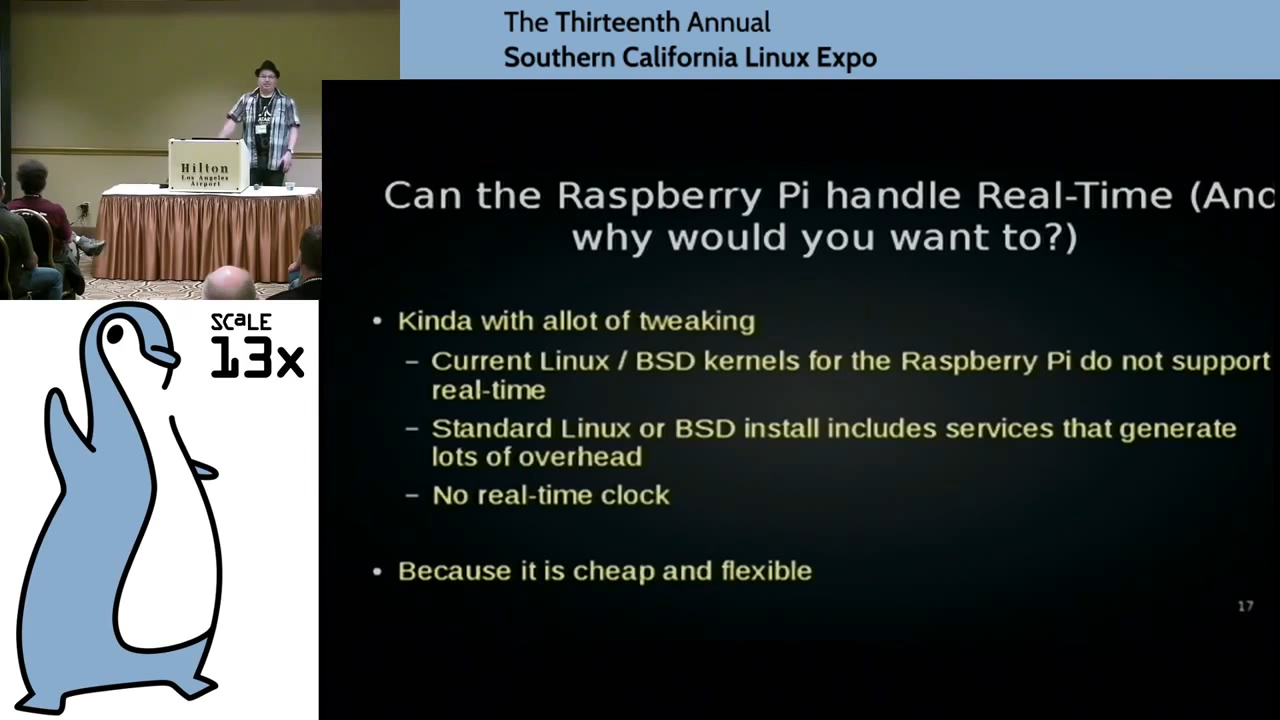 The Thirteenth Annual
Southern California Linux Expo
Hilton
Los Angeles
Airport
SCaLE
13x
Can the Raspberry Pi handle Real-Time (And
why would you want to?)
• Kinda with allot of tweaking
– Current Linux / BSD kernels for the Raspberry Pi do not support
real-time
– Standard Linux or BSD install includes services that generate
lots of overhead
– No real-time clock
• Because it is cheap and flexible
17